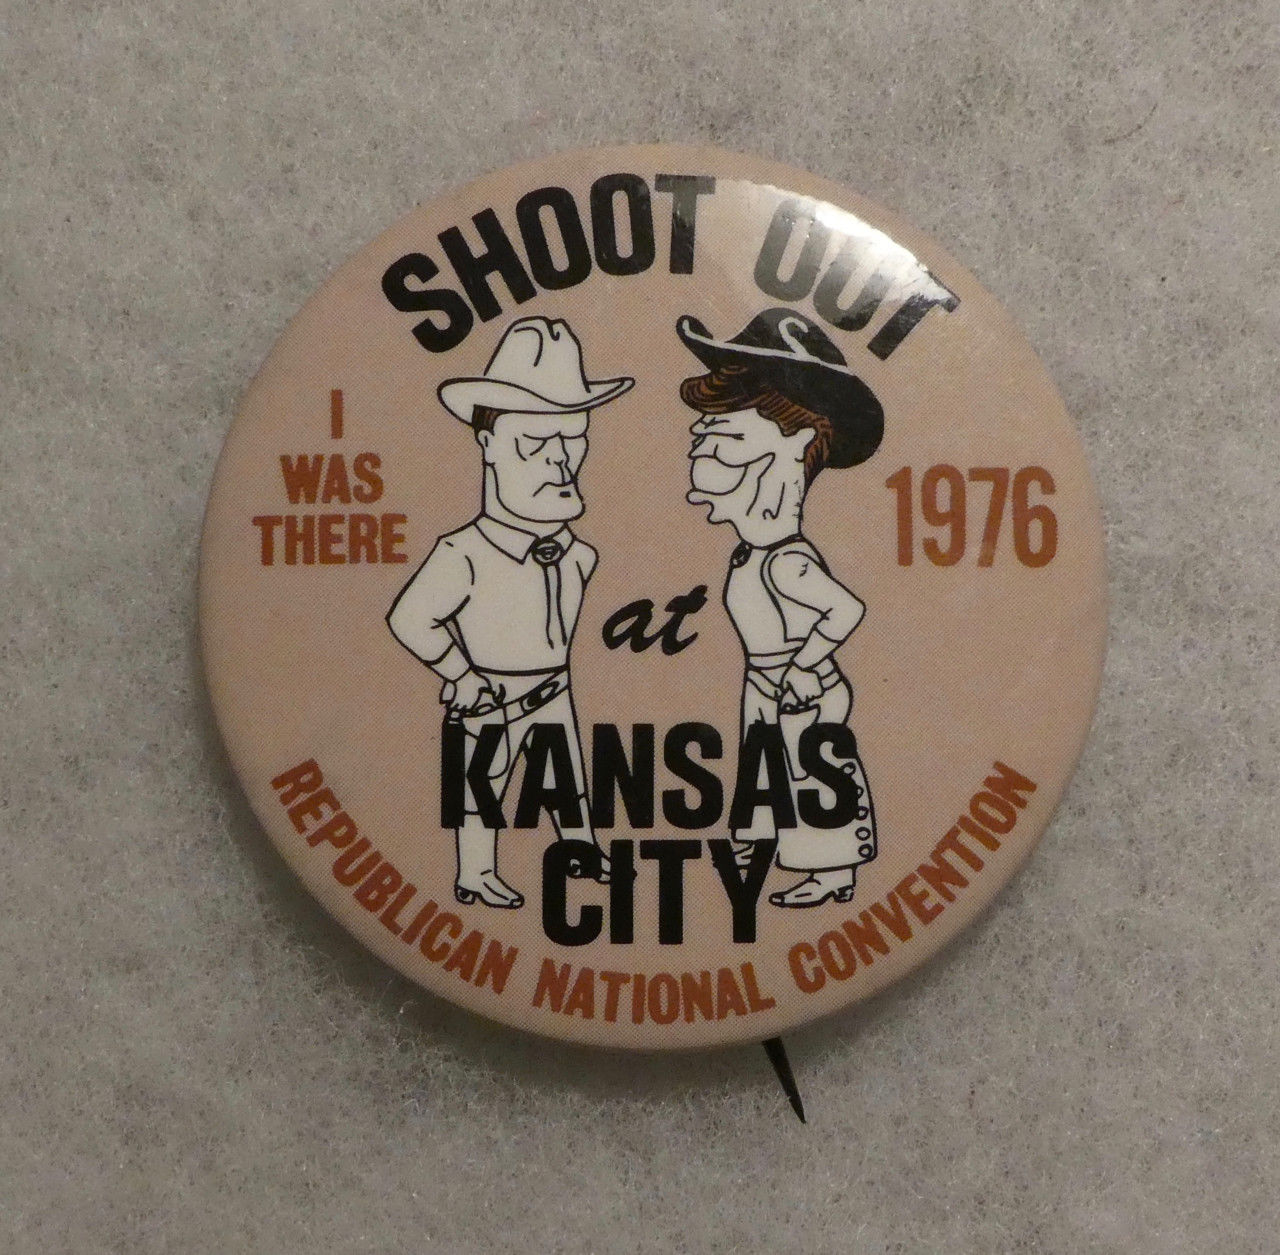 SHOOT OUT
I
WAS
THERE
1976
at
KANSAS
CITY
REPUBLICAN NATIONAL CONVENTION